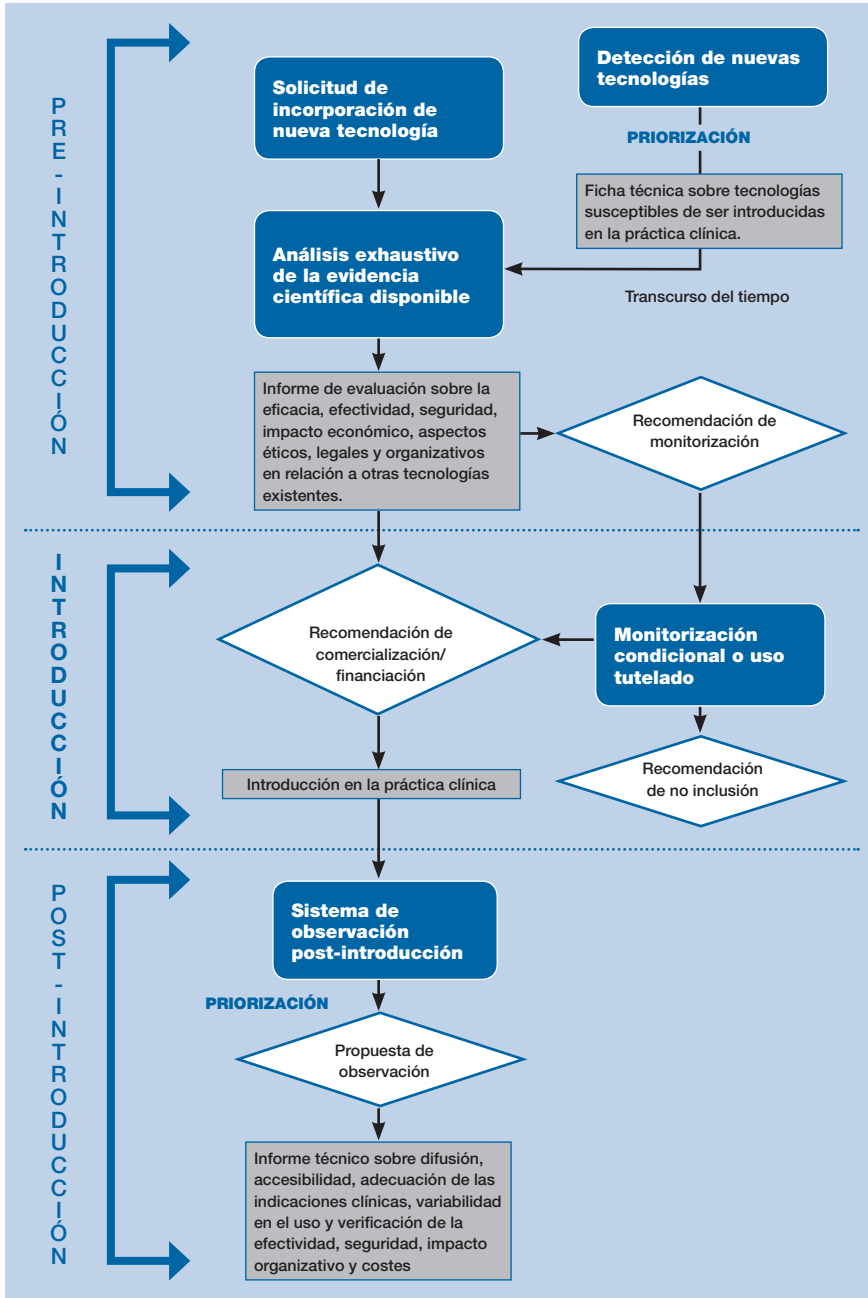 PRE-INTRODUCCIÓN
Solicitud de
incorporación de
nueva tecnología
Detección de nuevas
tecnologías
PRIORIZACIÓN
Ficha técnica sobre tecnologías
susceptibles de ser introducidas
en la práctica clínica.
Análisis exhaustivo
de la evidencia
científica disponible
Transcurso del tiempo
Informe de evaluación sobre la
eficacia, efectividad, seguridad,
impacto económico, aspectos
éticos, legales y organizativos
en relación a otras tecnologías
existentes.
Recomendación de
monitorización
INTRODUCCIÓN
Recomendación de
comercialización/
financiación
Monitorización
condicional o uso
tutelado
Introducción en la práctica clínica
Recomendación
de no inclusión
POST-INTRODUCCIÓN
Sistema de
observación
post-introducción
PRIORIZACIÓN
Propuesta de
observación
Informe técnico sobre difusión,
accesibilidad, adecuación de las
indicaciones clínicas, variabilidad
en el uso y verificación de la
efectividad, seguridad, impacto
organizativo y costes